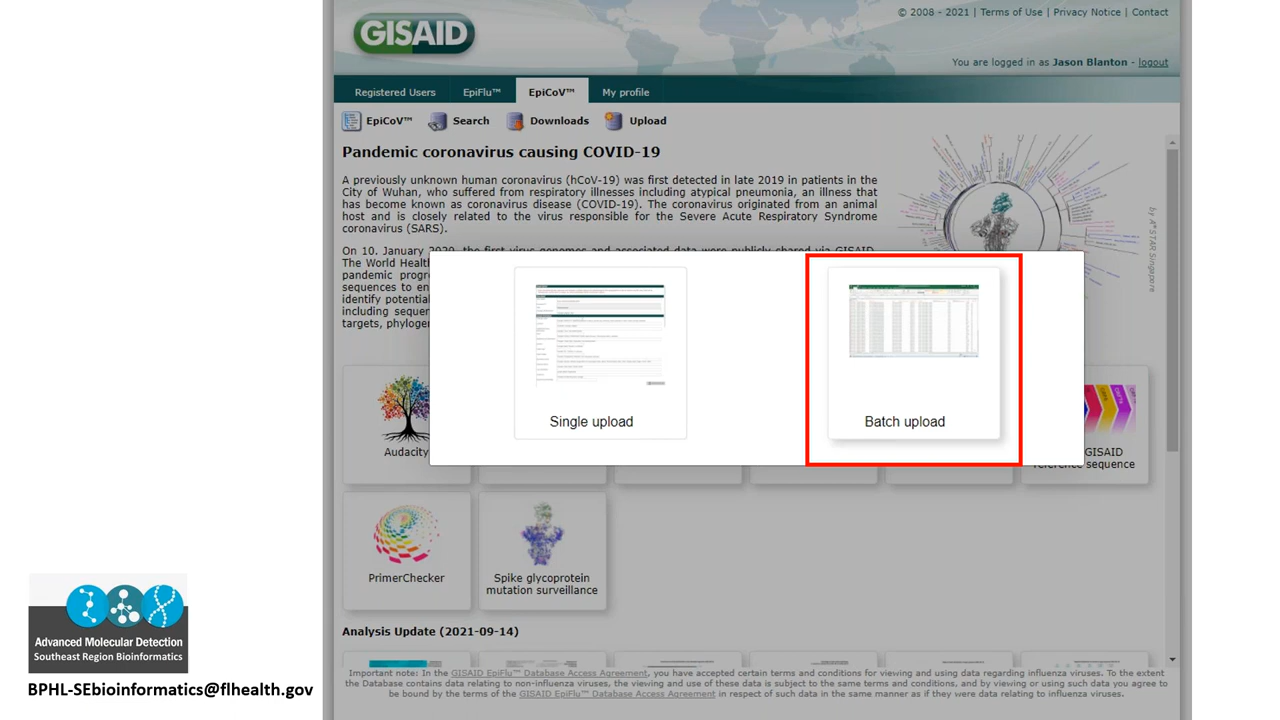 GISAID
© 2008 - 2021 | Terms of Use | Privacy Notice | Contact
You are logged in as Jason Blanton - logout
Registered Users EpiFlu™ EpiCoV™ My profile
EpiCoV™ Search Downloads Upload
Pandemic coronavirus causing COVID-19
A previously unknown human coronavirus (hCoV-19) was first detected in late 2019 in patients in the
City of Wuhan, who suffered from respiratory illnesses including atypical pneumonia, an illness that
has become known as coronavirus disease (COVID-19). The coronavirus originated from an animal
host and is closely related to the virus responsible for the Severe Acute Respiratory Syndrome
coronavirus (SARS).
On 10. January 2020, the first virus genomes and associated data were publicly shared via GISAID.
The World Health
pandemic
sequences to
identify
including
targets,
by A*STAR Singapore
Single upload
Batch upload
Audacity
GISAID
reference sequence
PrimerChecker
Spike glycoprotein
mutation surveillance
Analysis Update (2021-09-14)
Important note: In the GISAID EpiFlu™ Database Access Agreement, you have accepted certain terms and conditions for viewing and using data regarding influenza viruses. To the extent
the Database contains data relating to non-influenza viruses, the viewing and use of these data is subject to the same terms and conditions, and by viewing or using such data you agree to
be bound by the terms of the GISAID EpiFlu™ Database Access Agreement in respect of such data in the same manner as if they were data relating to influenza viruses.
Advanced Molecular Detection
Southeast Region Bioinformatics
BPHL-SEbioinformatics@flhealth.gov